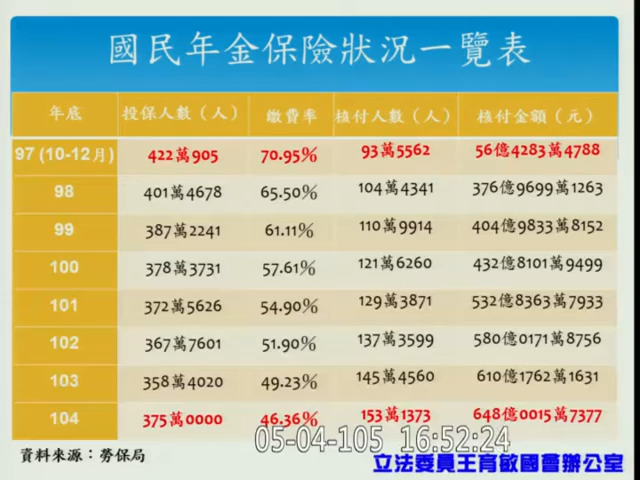 國民年金保險狀況一覽表
年底 投保人數（人） 繳費率 核付人數（人） 核付金額（元）
97 (10-12月) 422萬905 70.95% 93萬5562 56億4283萬4788
98 401萬4678 65.50% 104萬4341 376億9699萬1263
99 387萬2241 61.11% 110萬9914 404億9833萬8152
100 378萬3731 57.61% 121萬6260 432億8101萬9499
101 372萬5626 54.90% 129萬3871 532億8363萬7933
102 367萬7601 51.90% 137萬3599 580億0171萬8756
103 358萬4020 49.23% 145萬4560 610億1762萬1631
104 375萬0000 46.36% 153萬1373 648億0015萬7377
05-04-105 16:52:24
資料來源：勞保局
立法委員王育敏國會辦公室